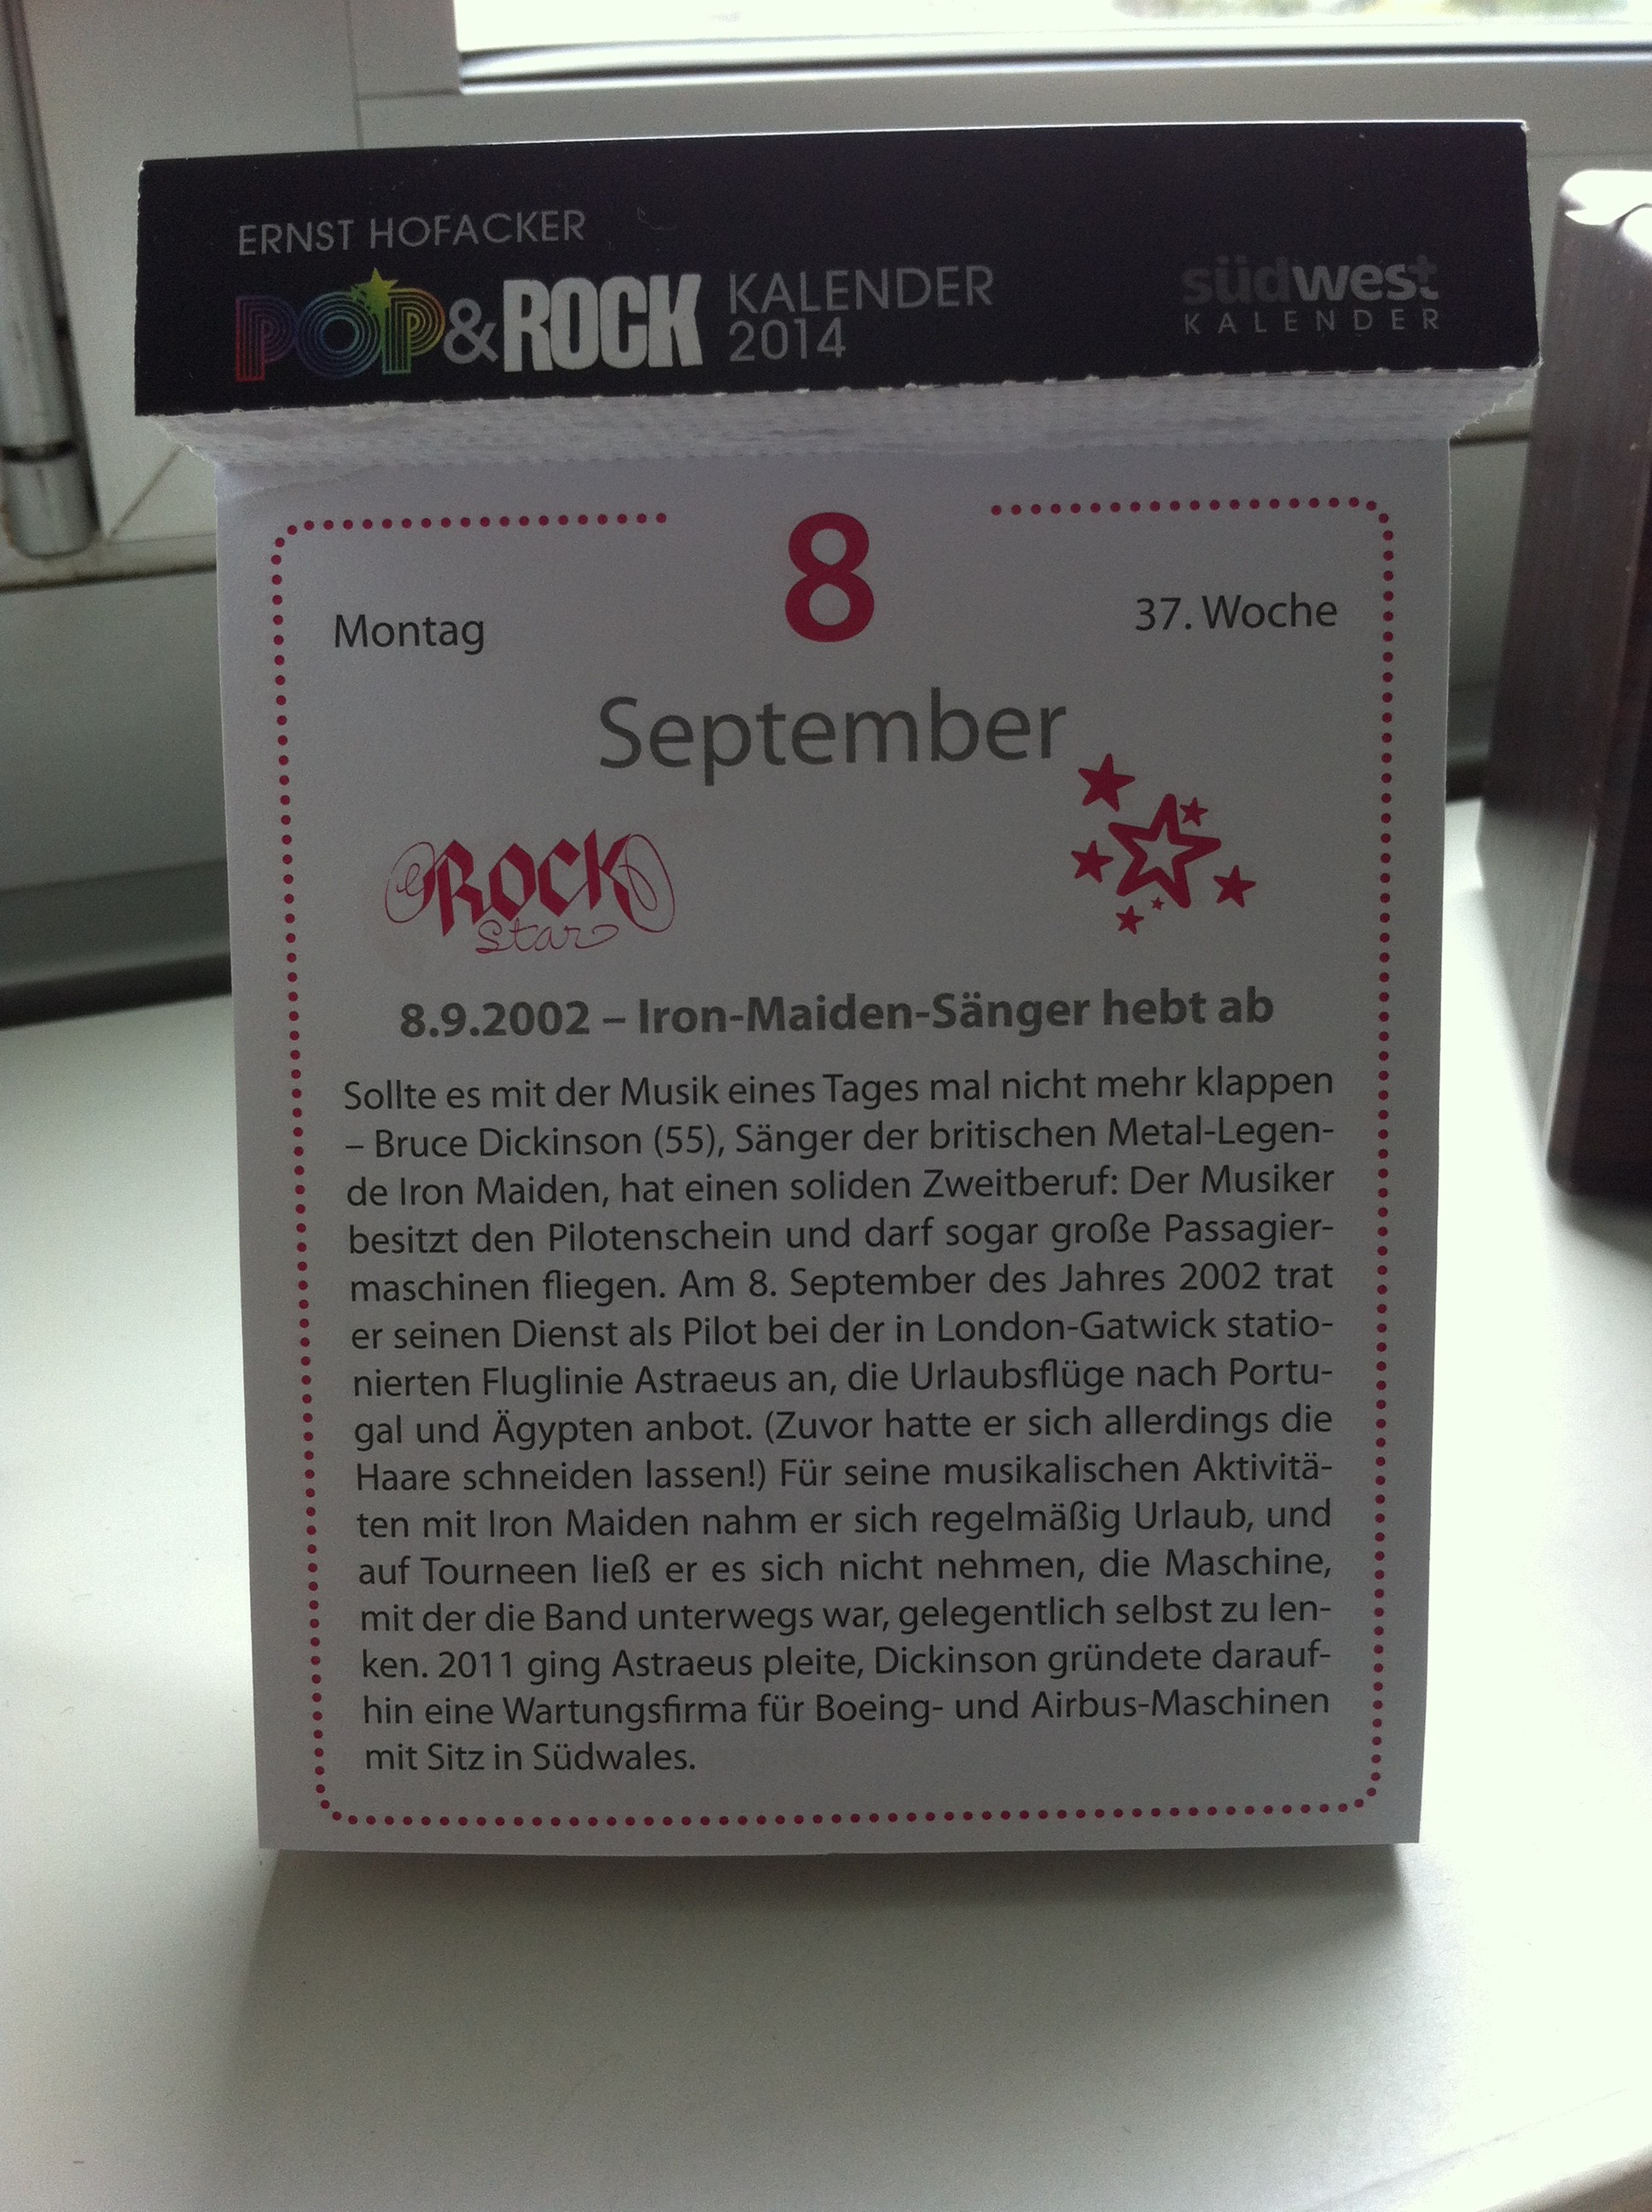 ERNST HOFACKER
POP&ROCK KALENDER 2014
südwest
KALENDER
8
Montag
37. Woche
September
ROCK
Star
8.9.2002 – Iron-Maiden-Sänger hebt ab
Sollte es mit der Musik eines Tages mal nicht mehr klappen
– Bruce Dickinson (55), Sänger der britischen Metal-Legen-
de Iron Maiden, hat einen soliden Zweitberuf: Der Musiker
besitzt den Pilotenschein und darf sogar große Passagier-
maschinen fliegen. Am 8. September des Jahres 2002 trat
er seinen Dienst als Pilot bei der in London-Gatwick statio-
nierten Fluglinie Astraeus an, die Urlaubsflüge nach Portu-
gal und Ägypten anbot. (Zuvor hatte er sich allerdings die
Haare schneiden lassen!) Für seine musikalischen Aktivitä-
ten mit Iron Maiden nahm er sich regelmäßig Urlaub, und
auf Tourneen ließ er es sich nicht nehmen, die Maschine,
mit der die Band unterwegs war, gelegentlich selbst zu len-
ken. 2011 ging Astraeus pleite, Dickinson gründete darauf-
hin eine Wartungsfirma für Boeing- und Airbus-Maschinen
mit Sitz in Südwales.